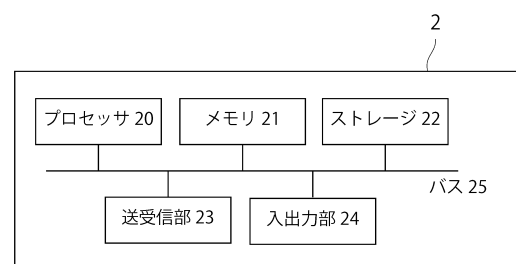 2
プロセッサ 20
メモリ 21
ストレージ 22
バス 25
送受信部 23
入出力部 24